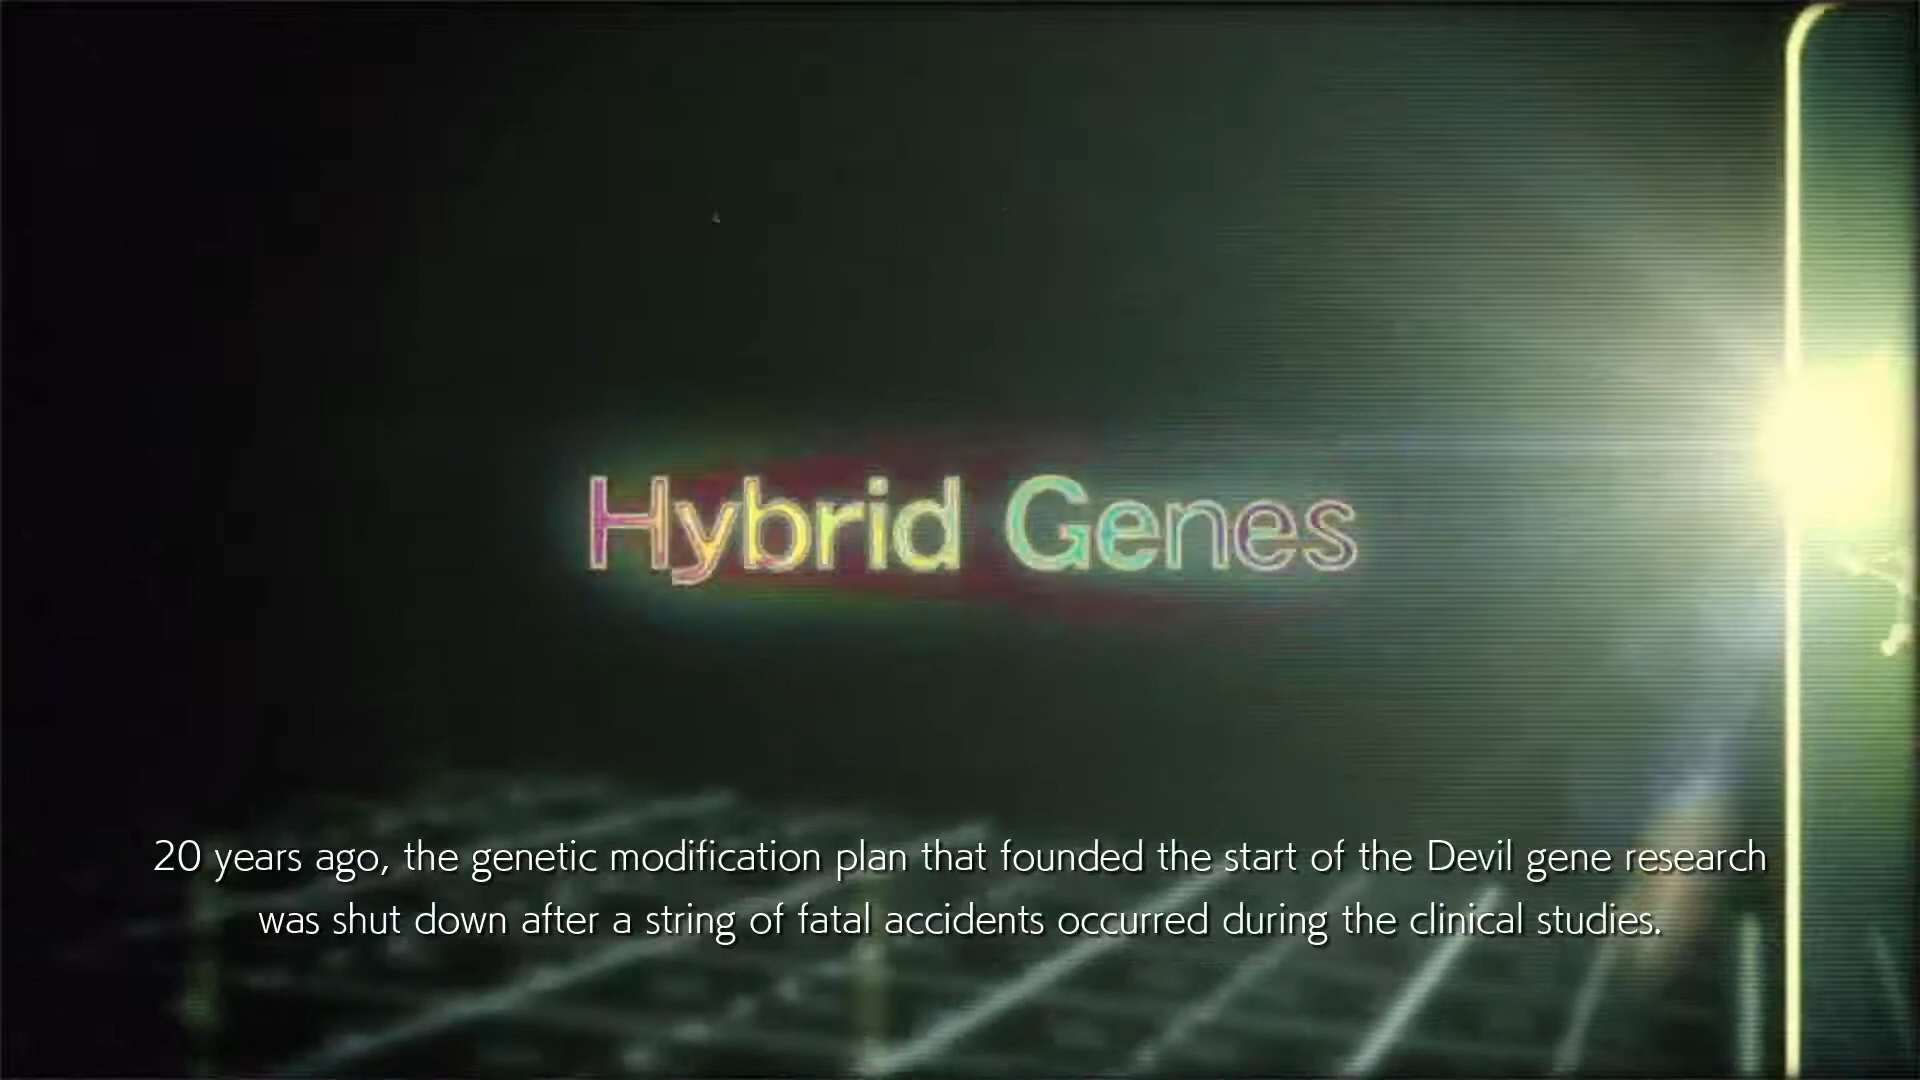 Hybrid Genes
20 years ago, the genetic modification plan that founded the start of the Devil gene research
was shut down after a string of fatal accidents occurred during the clinical studies.